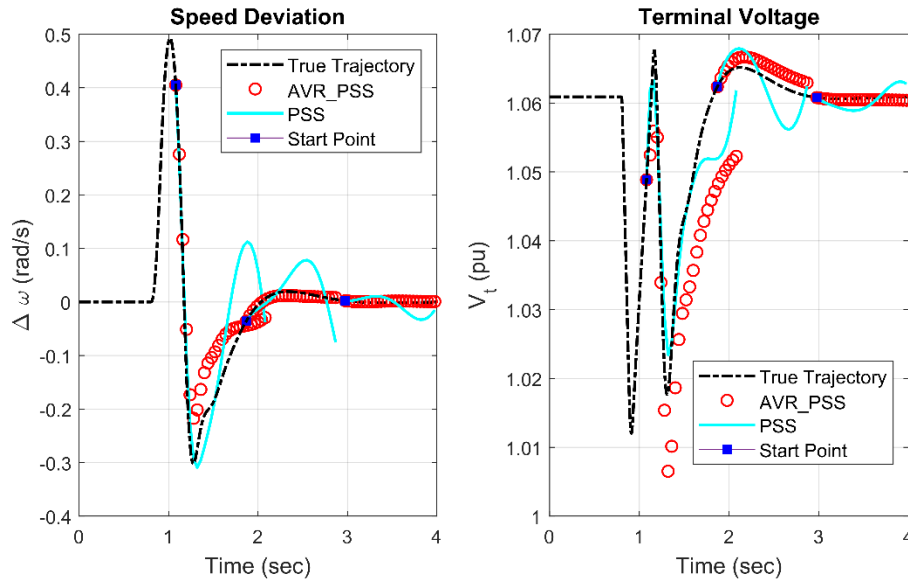 Speed Deviation
0.5
0.4
0.3
0.2
0.1
0
-0.1
-0.2
-0.3
-0.4
Δ ω (rad/s)
True Trajectory
AVR_PSS
PSS
Start Point
0 1 2 3 4
Time (sec)
Terminal Voltage
1.07
1.06
1.05
1.04
1.03
1.02
1.01
1
V_t (pu)
True Trajectory
AVR_PSS
PSS
Start Point
0 1 2 3 4
Time (sec)